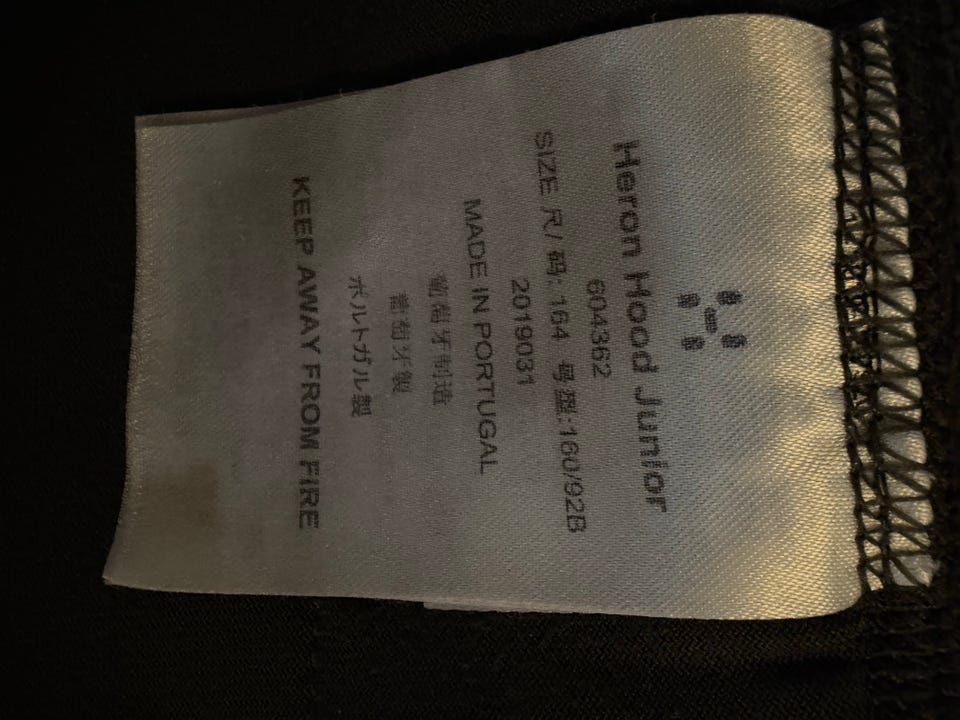 Heron Hood Junior
604362
SIZE 尺/ 码: 164 号型:160/92B
2019031
MADE IN PORTUGAL
葡萄牙制造
葡萄牙製
ポルトガル製
KEEP AWAY FROM FIRE